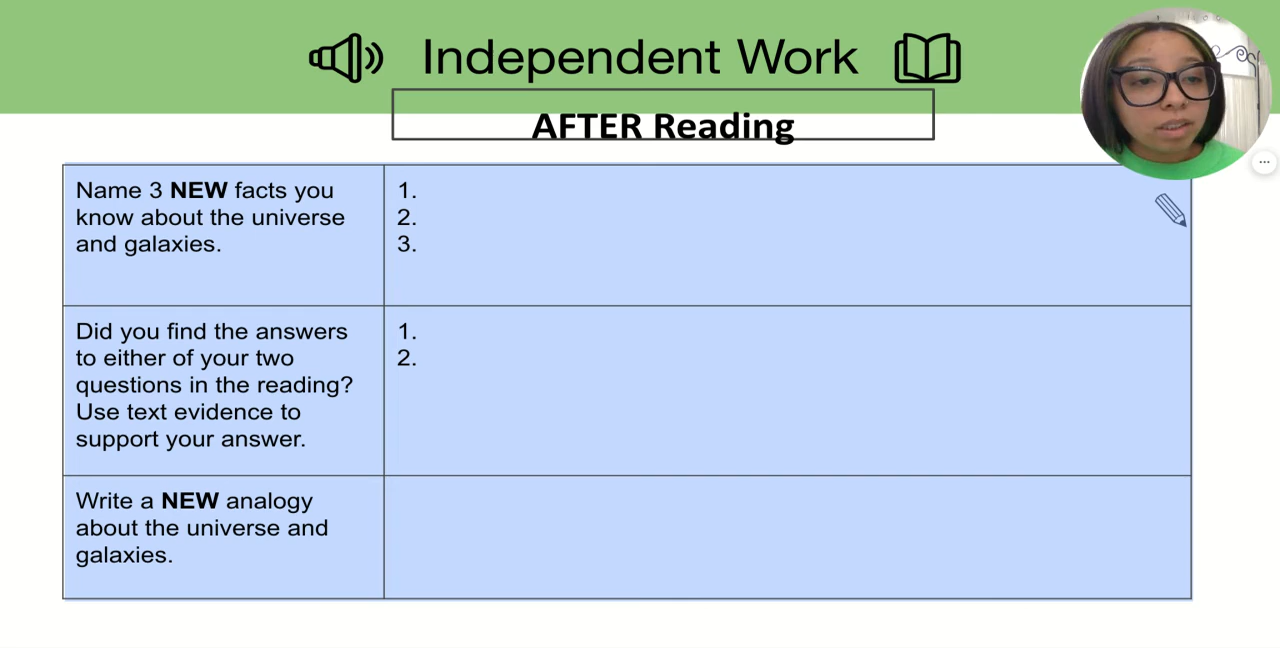 Independent Work
AFTER Reading
Name 3 NEW facts you
know about the universe
and galaxies.
1.
2.
3.
Did you find the answers
to either of your two
questions in the reading?
Use text evidence to
support your answer.
1.
2.
Write a NEW analogy
about the universe and
galaxies.